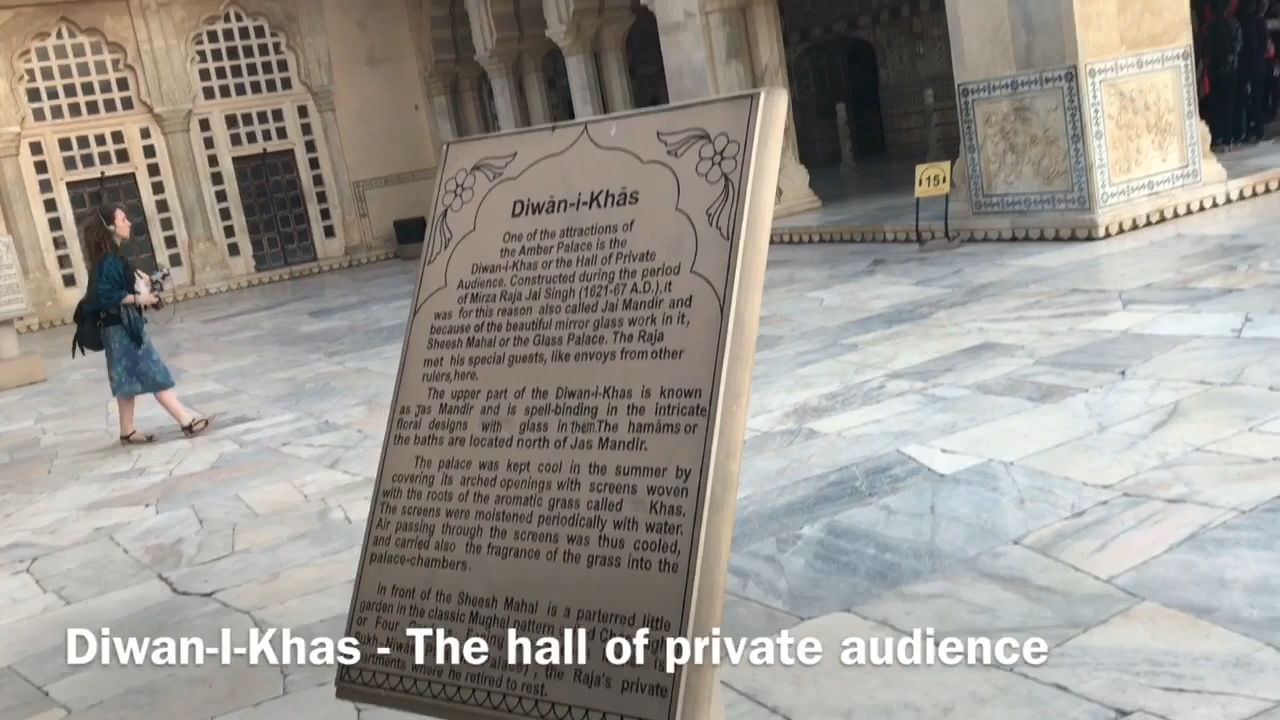 Diwàn-i-Khās
One of the attractions of
the Amber Palace is the
Diwan-i-Khas or the Hall of Private
Audience. Constructed during the period
of Mirza Raja Jai Singh (1621-67 A.D.),it
was for this reason also called Jai Mandir and
because of the beautiful mirror glass work in it,
Sheesh Mahal or the Glass Palace. The Raja
met his special guests, like envoys from other
rulers,here.
The upper part of the Diwan-i-Khas is known
as Jas Mandir and is spell-binding in the intricate
floral designs with glass in them.The hamāms or
the baths are located north of Jas Mandir.
The palace was kept cool in the summer by
covering its arched openings with screens woven
with the roots of the aromatic grass called Khas.
The screens were moistened periodically with water.
Air passing through the screens was thus cooled,
and carried also the fragrance of the grass into the
palace-chambers.
In front of the Sheesh Mahal is a parterred little
garden in the classic Mughal pattern
or Four
the Raja's private
where he retired to rest.
Diwan-I-Khas - The hall of private audience
15